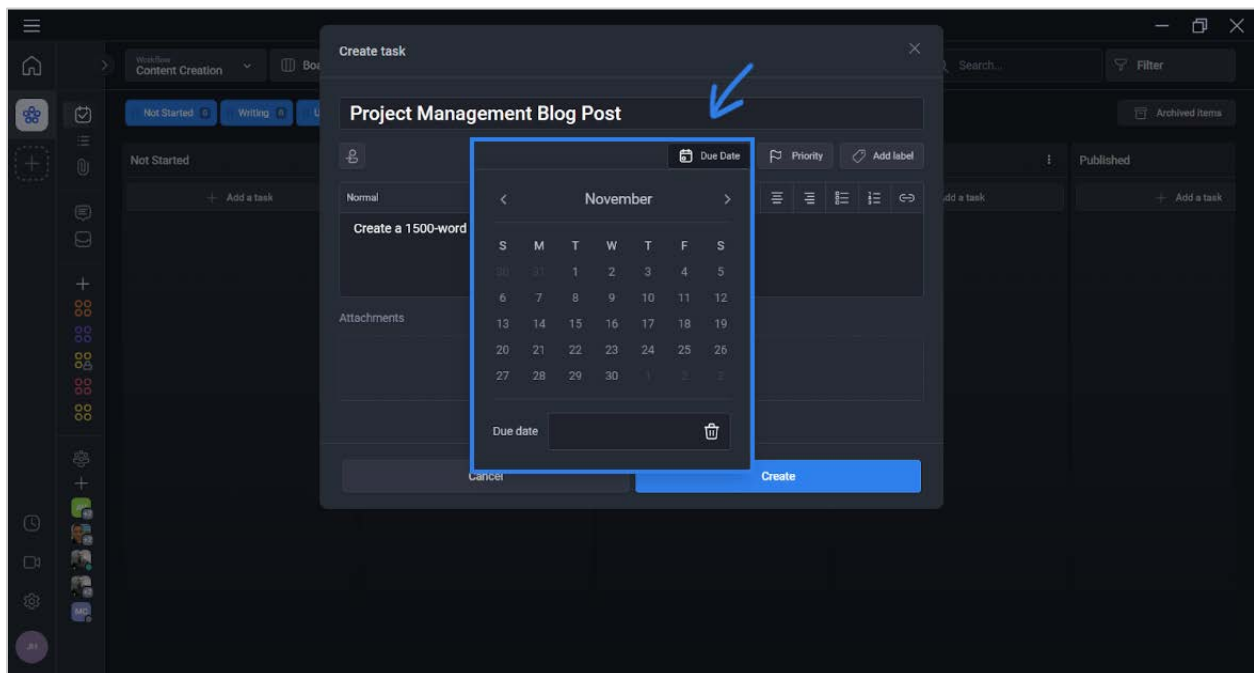 Create task
Workflow
Content Creation
Boa
Search...
Filter
Project Management Blog Post
Not Started 0
Writing 0
U
Archived items
Due Date
Priority
Add label
Not Started
Published
+ Add a task
Normal
November
dd a task
+ Add a task
Create a 1500-word
S M T W T F S
30 31 1 2 3 4 5
6 7 8 9 10 11 12
13 14 15 16 17 18 19
20 21 22 23 24 25 26
27 28 29 30 1 2 3
Attachments
Due date
Cancel
Create
MG
JH